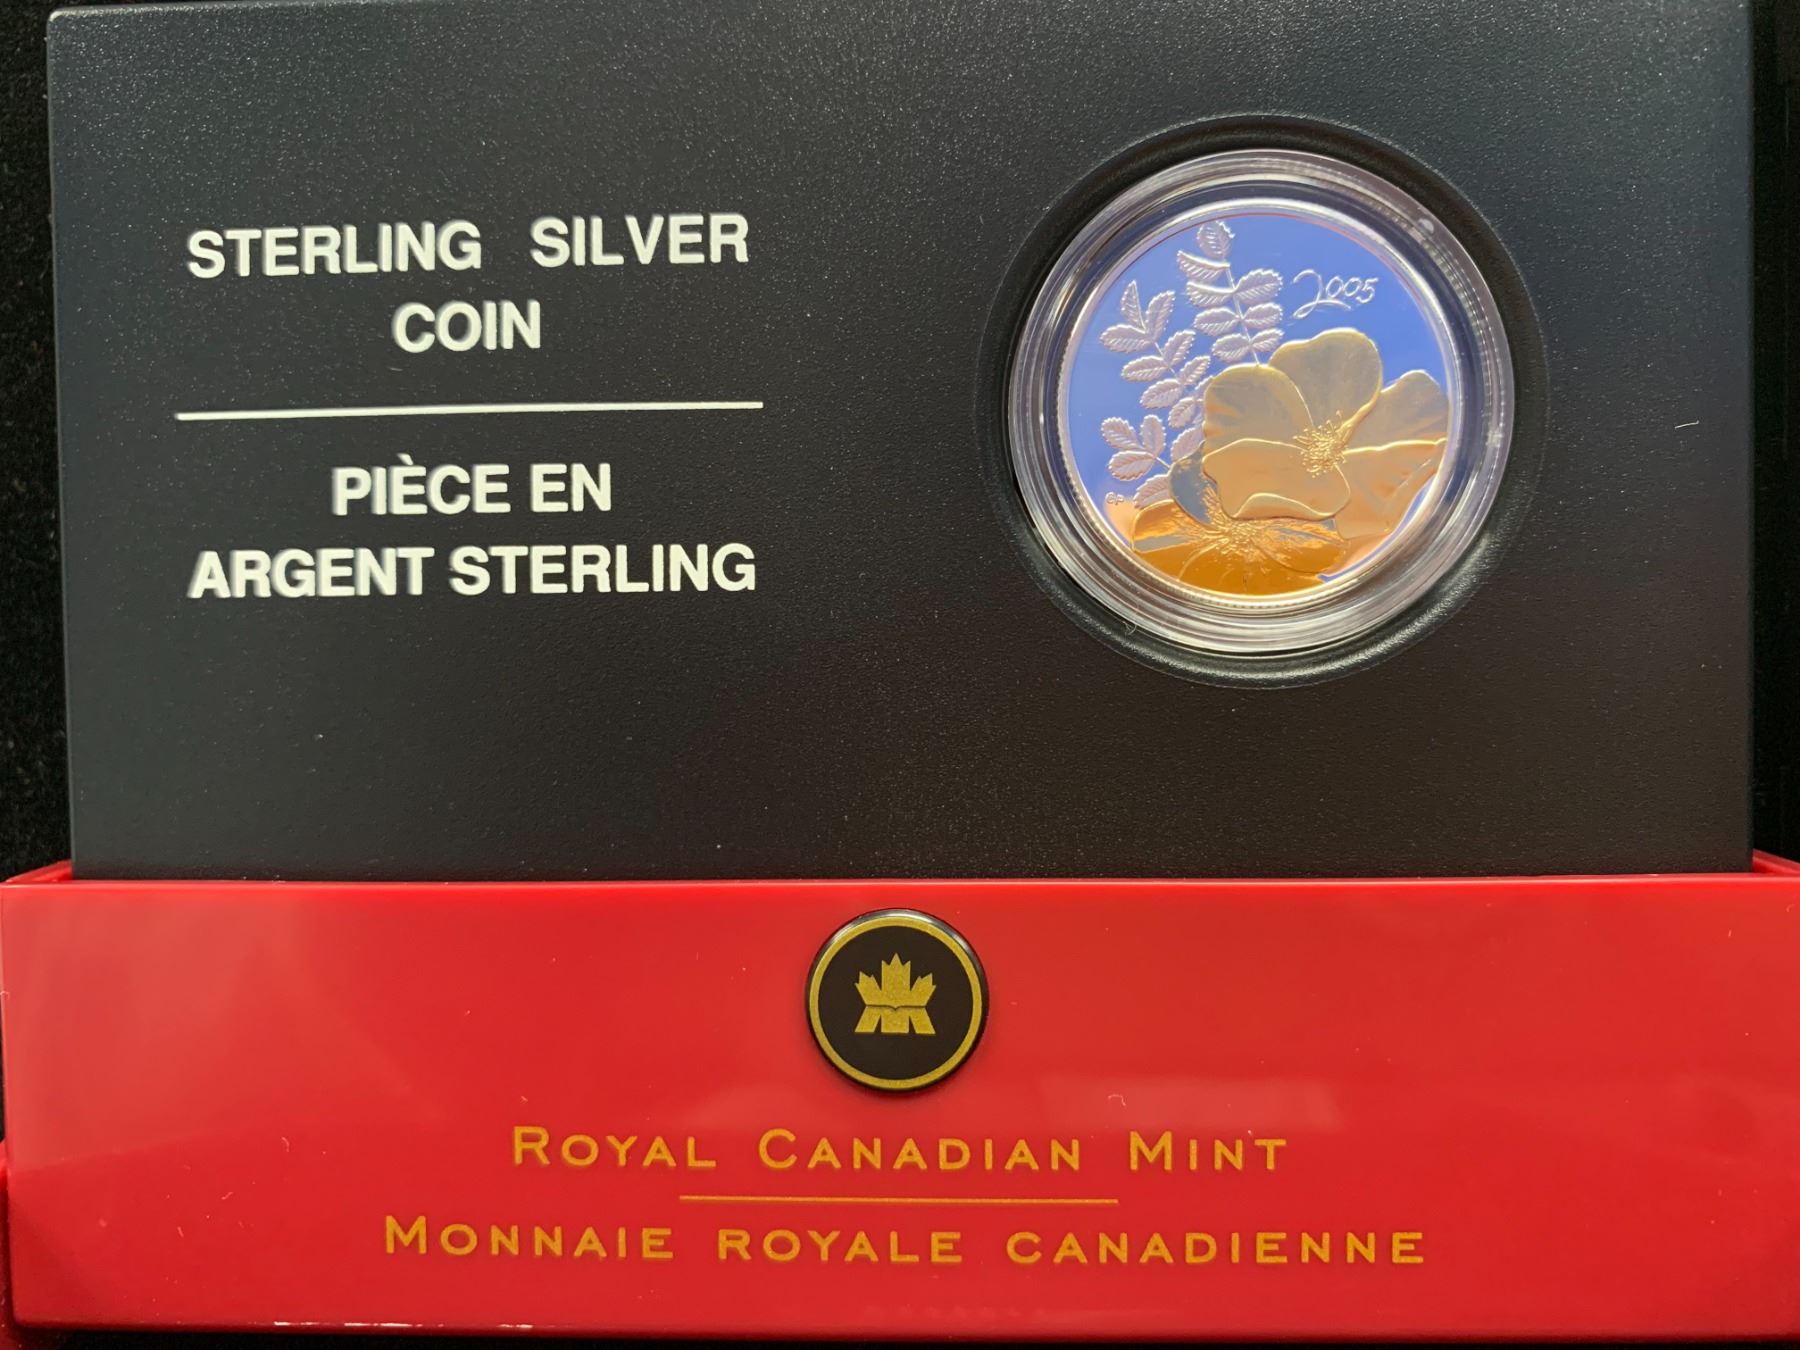 STERLING SILVER
COIN
PIÈCE EN
ARGENT STERLING
2005
ROYAL CANADIAN MINT
MONNAIE ROYALE CANADIENNE